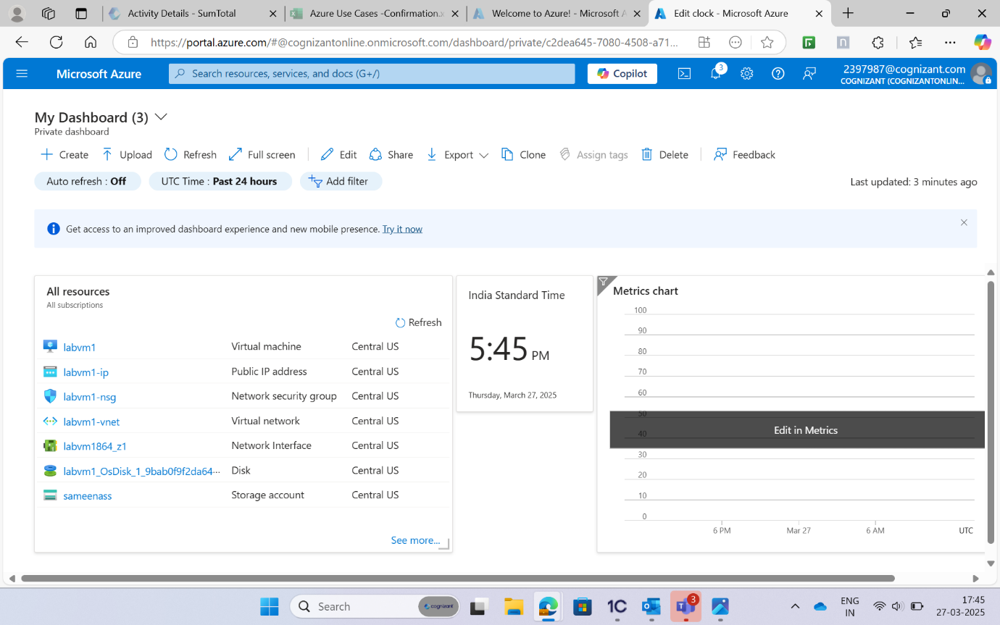 Activity Details - SumTotal
Azure Use Cases -Confirmation.x
Welcome to Azure! - Microsoft A
Edit clock - Microsoft Azure
https://portal.azure.com/#@cognizantonline.onmicrosoft.com/dashboard/private/c2dea645-7080-4508-a71...
Microsoft Azure
Search resources, services, and docs (G+/)
Copilot
3
2397987@cognizant.com
COGNIZANT (COGNIZANTONLIN...
My Dashboard (3)
Private dashboard
Create Upload Refresh Full screen Edit Share Export Clone Assign tags Delete Feedback
Auto refresh : Off UTC Time : Past 24 hours Add filter Last updated: 3 minutes ago
Get access to an improved dashboard experience and new mobile presence. Try it now
All resources
All subscriptions
Refresh
labvm1 Virtual machine Central US
labvm1-ip Public IP address Central US
labvm1-nsg Network security group Central US
labvm1-vnet Virtual network Central US
labvm1864_z1 Network Interface Central US
labvm1_OsDisk_1_9bab0f9f2da64... Disk Central US
sameenass Storage account Central US
See more...
India Standard Time
5:45 PM
Thursday, March 27, 2025
Metrics chart
100
90
80
70
60
50
40
Edit in Metrics
30
20
10
0
6 PM Mar 27 6 AM UTC
Search
cognizant
1C
3
ENG
IN
17:45
27-03-2025